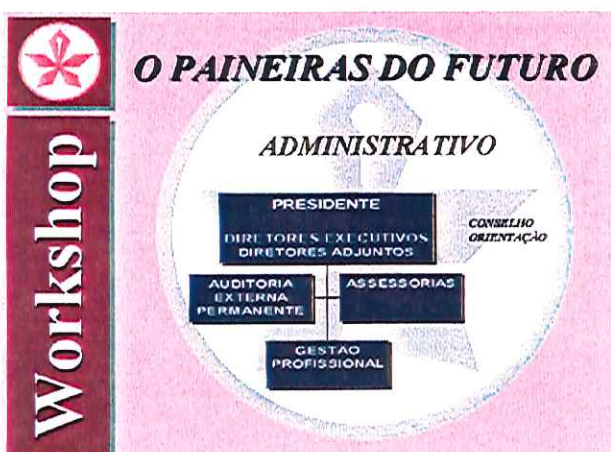 O PAINEIRAS DO FUTURO
Workshop
ADMINISTRATIVO
PRESIDENTE
DIRETORES EXECUTIVOS
DIRETORES ADJUNTOS
CONSELHO
ORIENTAÇÃO
AUDITORIA
EXTERNA
PERMANENTE
ASSESSORIAS
GESTÃO
PROFISSIONAL